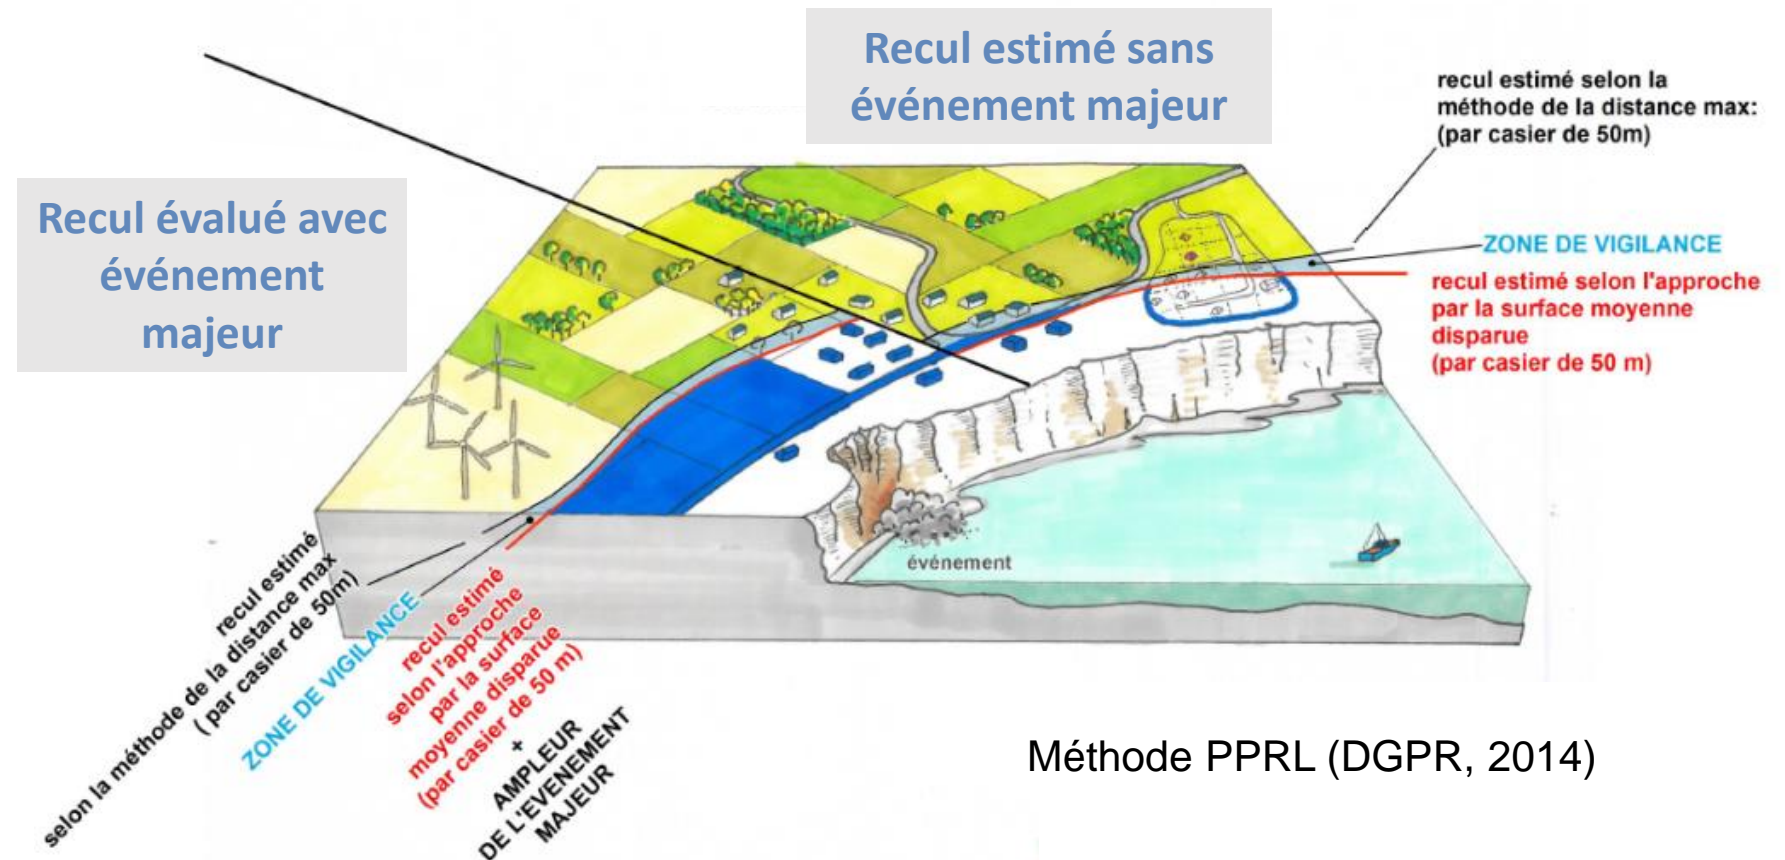 Recul estimé sans
événement majeur
recul estimé selon la
méthode de la distance max:
(par casier de 50m)
Recul évalué avec
événement
majeur
ZONE DE VIGILANCE
recul estimé selon l'approche
par la surface moyenne
disparue
(par casier de 50 m)
événement
recul estimé
selon la méthode de la distance max
( par casier de 50m)
ZONE DE VIGILANCE
recul estimé
selon l'approche
par la surface
moyenne disparue
(par casier de 50 m)
+
AMPLEUR
DE L'EVENEMENT
MAJEUR
Méthode PPRL (DGPR, 2014)